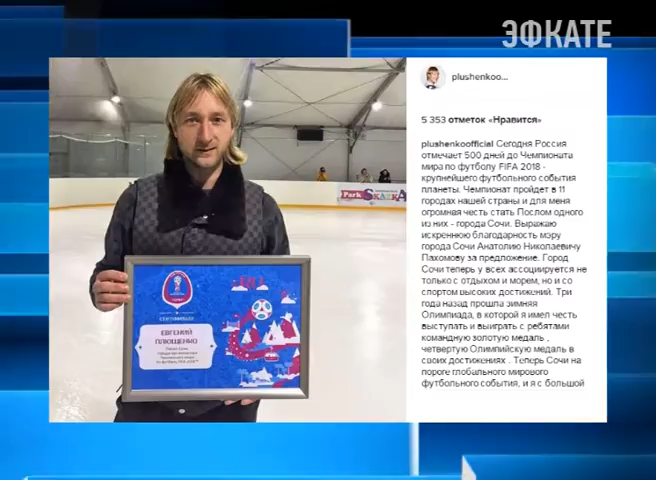 ЭФКАТЕ
plushenkoo...
5 353 отметок «Нравится»
plushenkoofficial Сегодня Россия
отмечает 500 дней до Чемпионата
мира по футболу FIFA 2018 -
крупнейшего футбольного события
планеты. Чемпионат пройдет в 11
городах нашей страны и для меня
огромная честь стать Послом одного
из них - города Сочи. Выражаю
искреннюю благодарность мэру
города Сочи Анатолию Николаевичу
Пахомову за предложение. Город
Сочи теперь у всех ассоциируется не
только с отдыхом и морем, но и со
спортом высоких достижений. Три
года назад прошла зимняя
Олимпиада, в которой я имел честь
выступать и выиграть с ребятами
командную золотую медаль ,
четвертую Олимпийскую медаль в
своих достижениях . Теперь Сочи на
пороге глобального мирового
футбольного события, и я с большой
Park
СЕРТИФИКАТ
ЕВГЕНИЙ
ПЛЮЩЕНКО